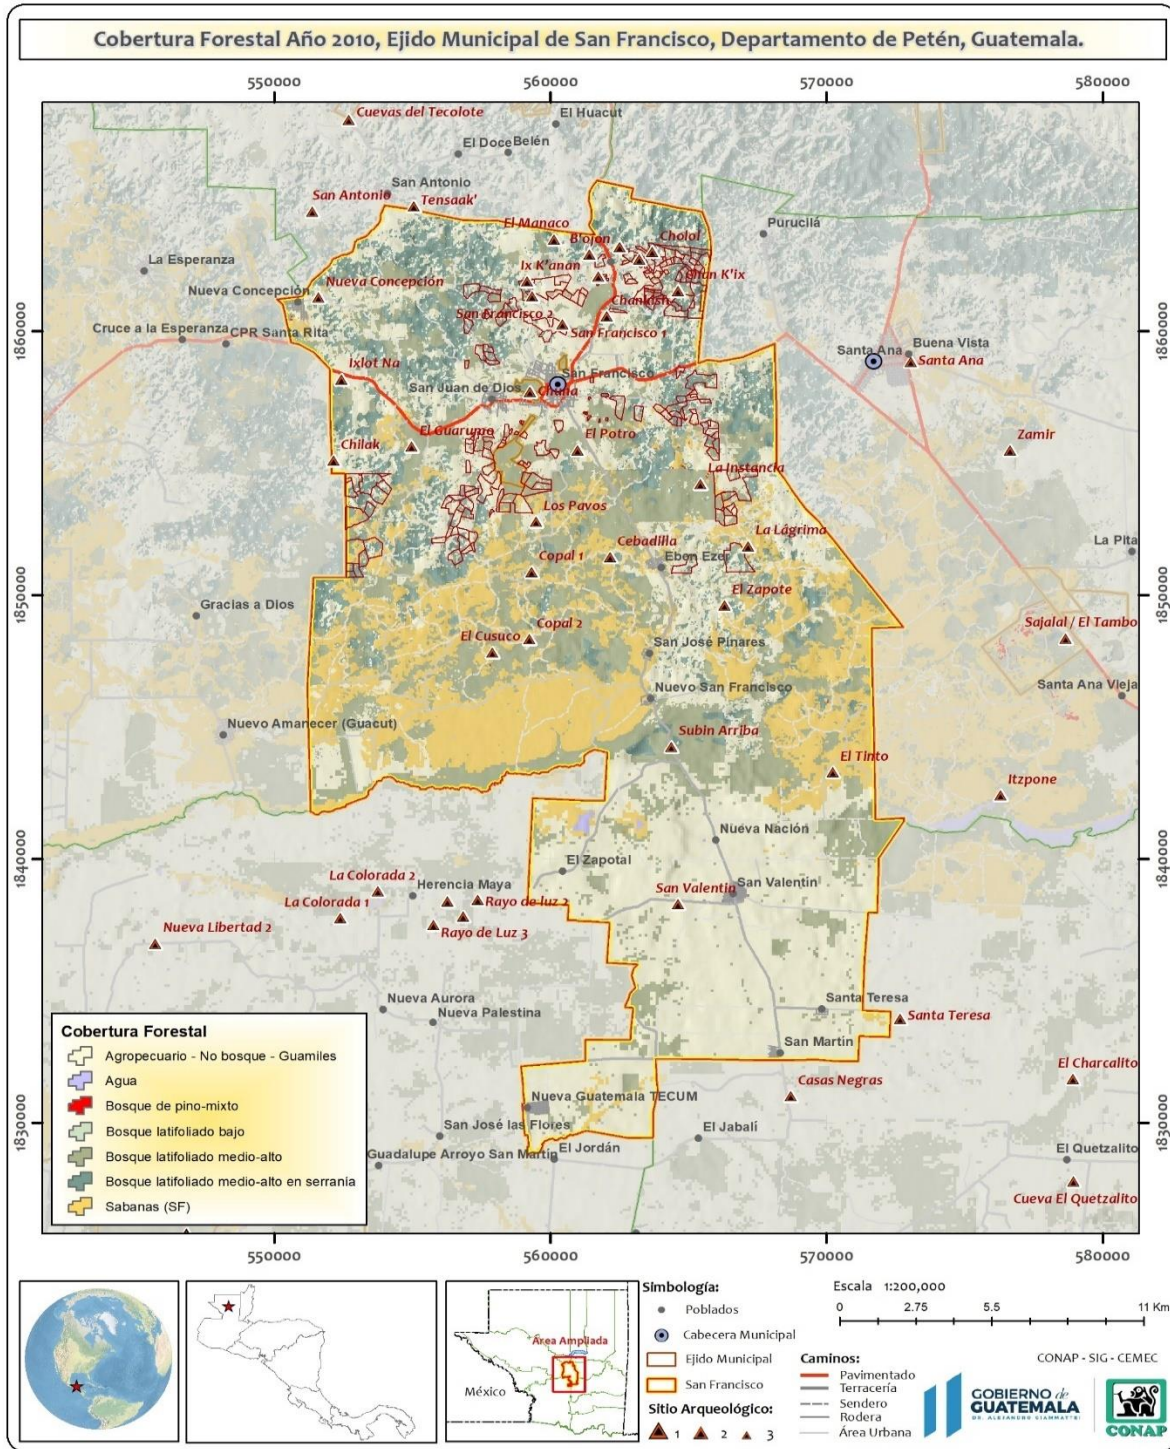 Cobertura Forestal Año 2010, Ejido Municipal de San Francisco, Departamento de Petén, Guatemala.
550000
560000
570000
580000
Cuevas del Tecolote
El Huacut
El Doce
Belén
San Antonio
San Antonio
Tensaak'
El Manaco
Purucilá
B'ojon
Cholol
La Esperanza
Ix K'anan
Chan K'ix
Nueva Concepción
Nueva Concepción
Chankash
San Francisco 2
San Francisco 1
1860000
1860000
Cruce a la Esperanza
CPR Santa Rita
Santa Ana
Buena Vista
Santa Ana
Ixlot Na
San Francisco
San Juan de Dios
Chuná
El Guarumo
El Potro
Zamir
Chilak
La Instancia
Los Pavos
La Lágrima
La Pita
Cebadilla
Copal 1
Ebon Ezer
1850000
1850000
Gracias a Dios
El Zapote
Copal 2
Sajalal / El Tambo
El Cusuco
San José Pinares
Nuevo San Francisco
Santa Ana Vieja
Nuevo Amanecer (Guacut)
Subin Arriba
El Tinto
Itzpone
Nueva Nación
1840000
1840000
El Zapotal
La Colorada 2
Herencia Maya
San Valentin
San Valentín
La Colorada 1
Rayo de luz 2
Nueva Libertad 2
Rayo de Luz 3
Nueva Aurora
Santa Teresa
Nueva Palestina
Santa Teresa
San Martin
El Charcalito
Casas Negras
Nueva Guatemala TECUM
1830000
1830000
San José las Flores
El Jabalí
Guadalupe Arroyo San Martin
El Jordán
El Quetzalito
Cueva El Quetzalito
Cobertura Forestal
Agropecuario - No bosque - Guamiles
Agua
Bosque de pino-mixto
Bosque latifoliado bajo
Bosque latifoliado medio-alto
Bosque latifoliado medio-alto en serranía
Sabanas (SF)
550000
560000
570000
580000
Área Ampliada
México
Simbología:
Poblados
Cabecera Municipal
Ejido Municipal
San Francisco
Sitio Arqueológico:
1
2
3
Escala 1:200,000
0 2.75 5.5 11 Km
Caminos:
Pavimentado
Terracería
Sendero
Rodera
Área Urbana
CONAP - SIG - CEMEC
GOBIERNO de
GUATEMALA
DR. ALEJANDRO GIAMMATTEI
CONAP